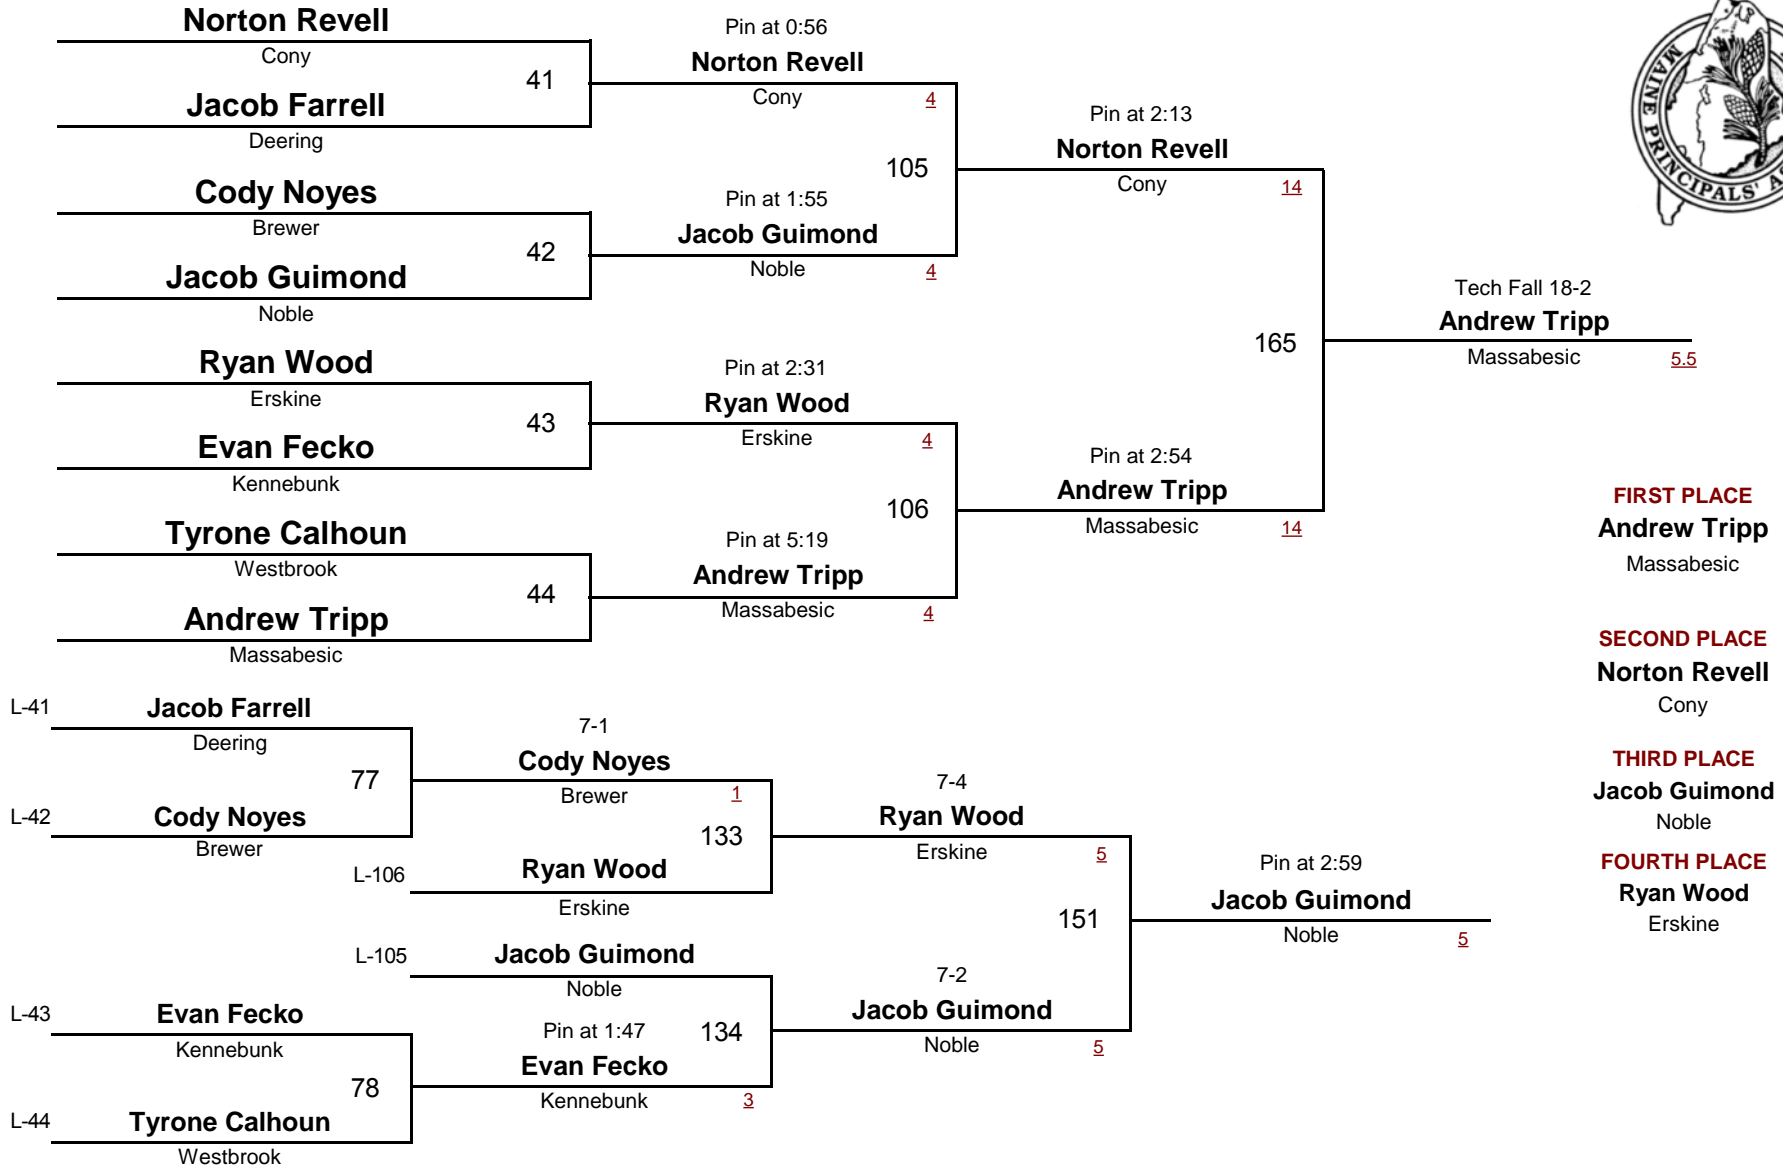 Norton Revell
Cony
41
Jacob Farrell
Deering
Cody Noyes
Brewer
42
Jacob Guimond
Noble
Ryan Wood
Erskine
43
Evan Fecko
Kennebunk
Tyrone Calhoun
Westbrook
44
Andrew Tripp
Massabesic
Pin at 0:56
Norton Revell
Cony
4
105
Pin at 1:55
Jacob Guimond
Noble
4
Pin at 2:31
Ryan Wood
Erskine
4
106
Pin at 5:19
Andrew Tripp
Massabesic
4
Pin at 2:13
Norton Revell
Cony
14
165
Pin at 2:54
Andrew Tripp
Massabesic
14
Tech Fall 18-2
Andrew Tripp
Massabesic
5.5
MAINE PRINCIPALS'
FIRST PLACE
Andrew Tripp
Massabesic
SECOND PLACE
Norton Revell
Cony
THIRD PLACE
Jacob Guimond
Noble
FOURTH PLACE
Ryan Wood
Erskine
L-41
Jacob Farrell
Deering
77
L-42
Cody Noyes
Brewer
7-1
Cody Noyes
Brewer
1
133
L-106
Ryan Wood
Erskine
L-105
Jacob Guimond
Noble
134
Pin at 1:47
Evan Fecko
Kennebunk
3
L-43
Evan Fecko
Kennebunk
78
L-44
Tyrone Calhoun
Westbrook
7-4
Ryan Wood
Erskine
5
151
7-2
Jacob Guimond
Noble
5
Pin at 2:59
Jacob Guimond
Noble
5